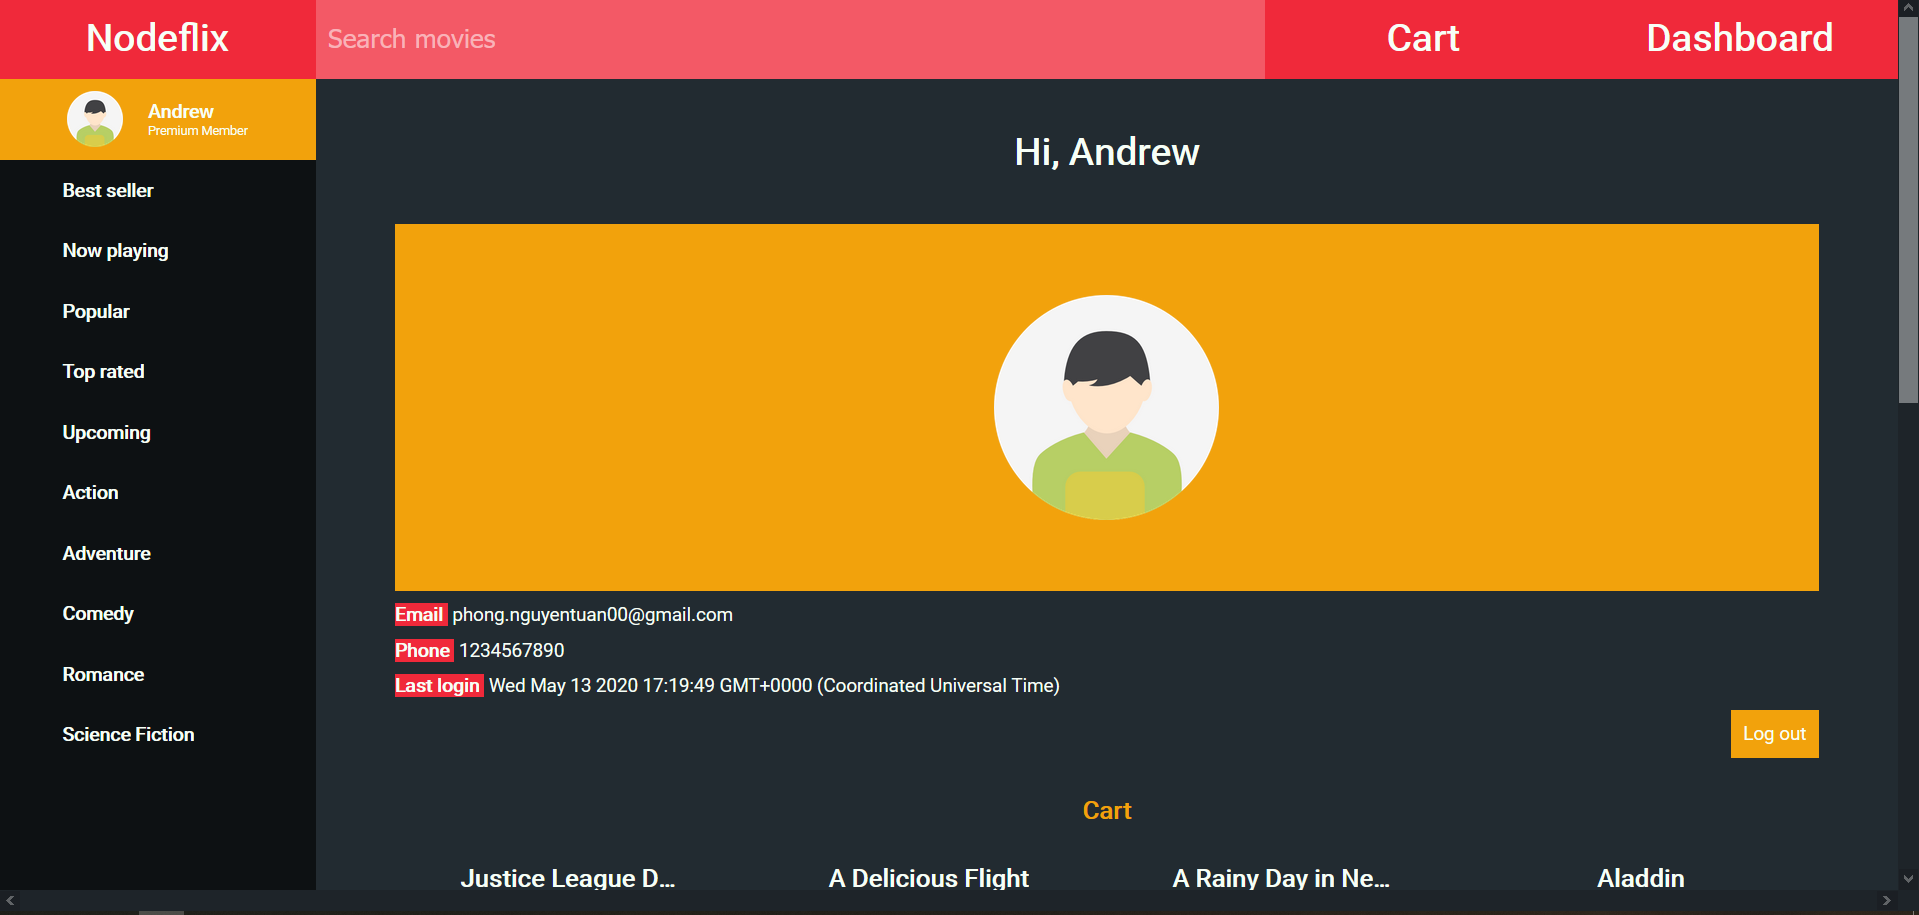 Nodeflix
Search movies
Cart
Dashboard
Andrew
Premium Member
Best seller
Now playing
Popular
Top rated
Upcoming
Action
Adventure
Comedy
Romance
Science Fiction
Hi, Andrew
Email phong.nguyentuan00@gmail.com
Phone 1234567890
Last login Wed May 13 2020 17:19:49 GMT+0000 (Coordinated Universal Time)
Log out
Cart
Justice League D...
A Delicious Flight
A Rainy Day in Ne...
Aladdin